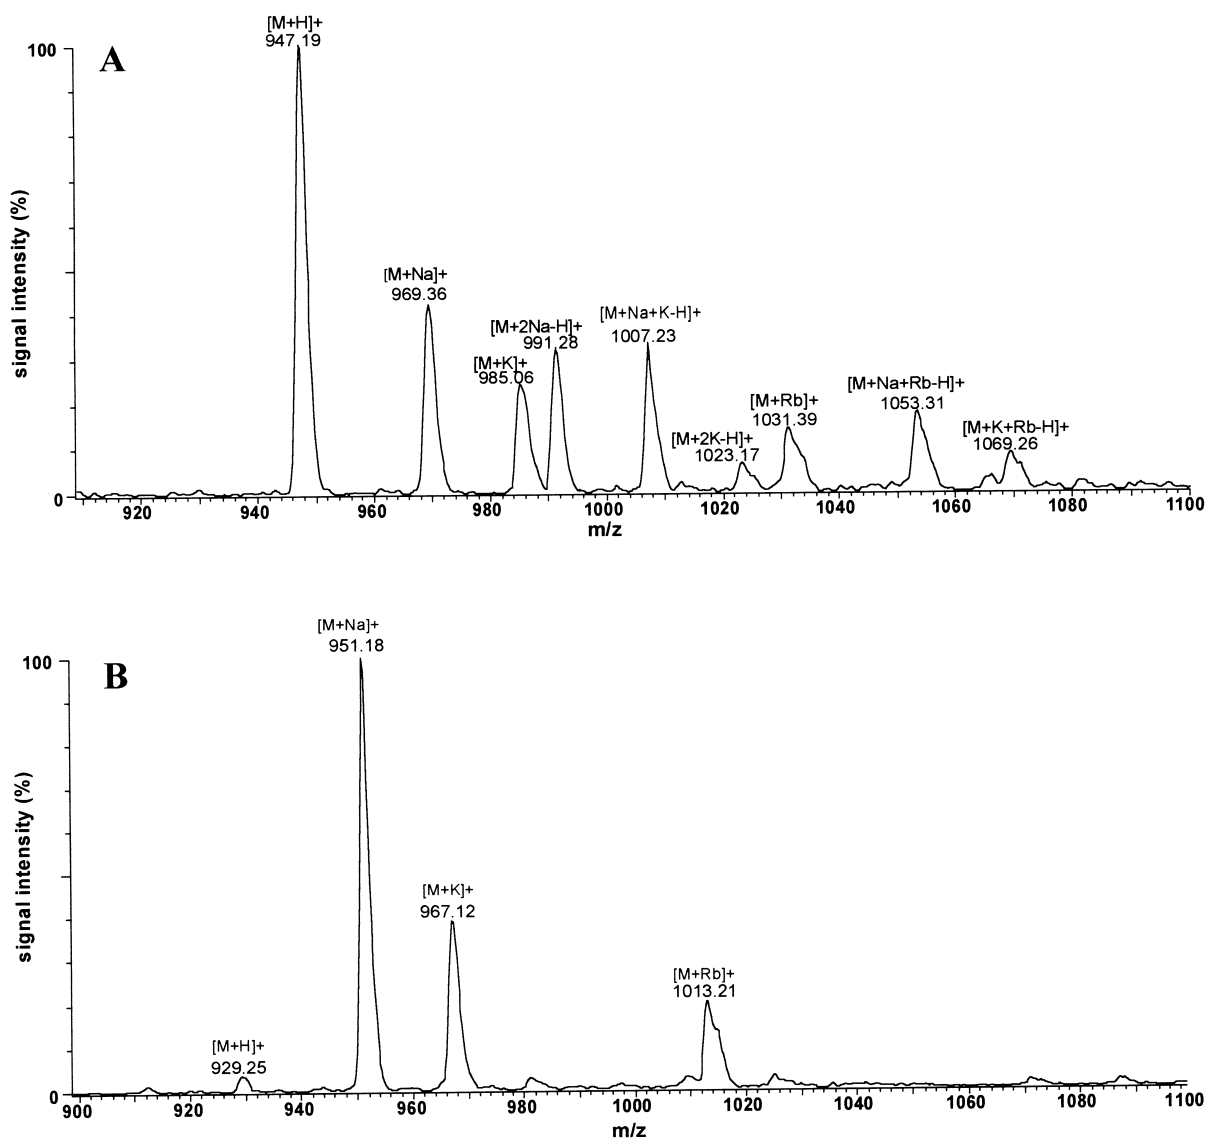 [M+H]+
947.19
100
A
[M+Na]+
969.36
[M+2Na-H]+
991.28
[M+K]+
985.06
[M+Na+K-H]+
1007.23
[M+2K-H]+
1023.17
[M+Rb]+
1031.39
[M+Na+Rb-H]+
1053.31
[M+K+Rb-H]+
1069.26
signal intensity (%)
0
920 940 960 980 1000 1020 1040 1060 1080 1100
m/z
[M+Na]+
951.18
100
B
[M+K]+
967.12
[M+Rb]+
1013.21
[M+H]+
929.25
signal intensity (%)
0
900 920 940 960 980 1000 1020 1040 1060 1080 1100
m/z